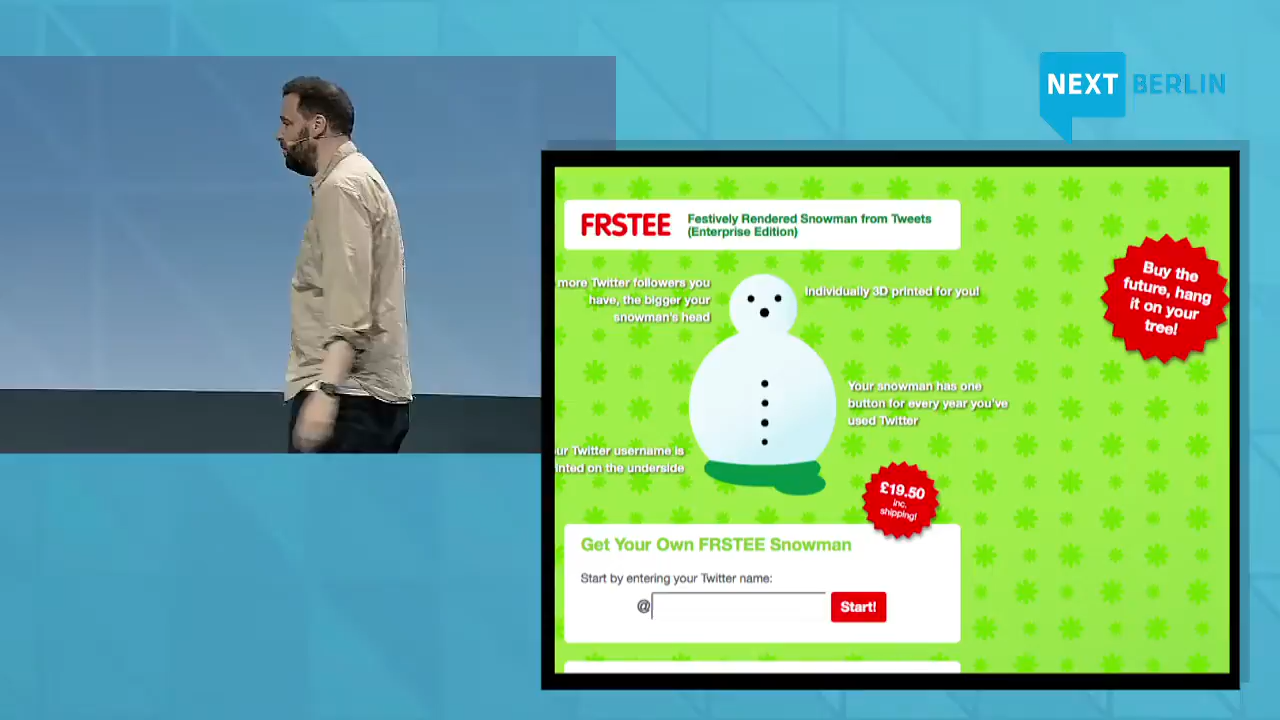 NEXT BERLIN
FRSTEE
Festively Rendered Snowman from Tweets
(Enterprise Edition)
more Twitter followers you
have, the bigger your
snowman's head
Individually 3D printed for you!
Buy the
future, hang
it on your
tree!
Your snowman has one
button for every year you've
used Twitter
ur Twitter username is
inted on the underside
£19.50
inc.
shipping!
Get Your Own FRSTEE Snowman
Start by entering your Twitter name:
@
Start!